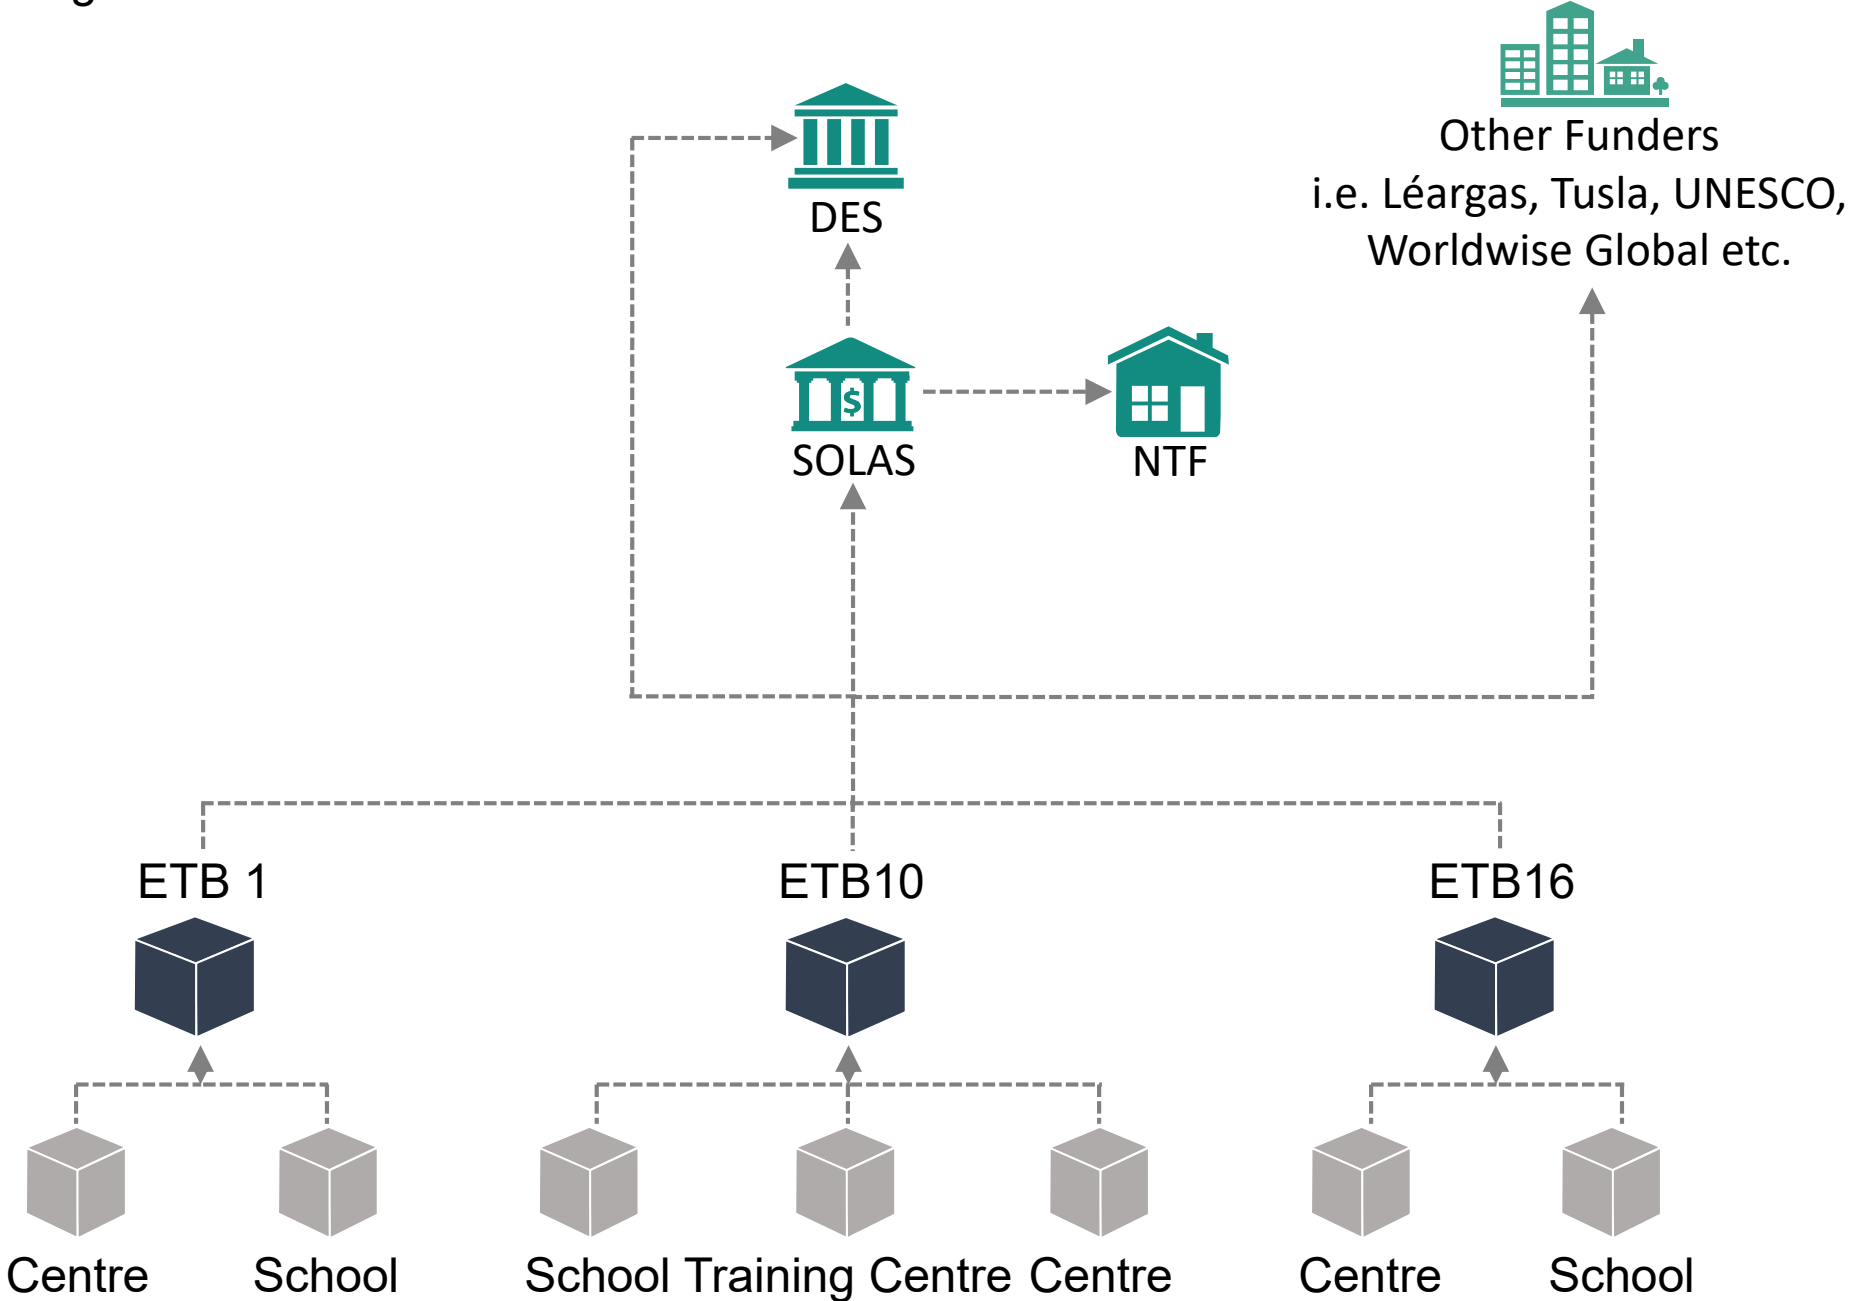 DES
Other Funders
i.e. Léargas, Tusla, UNESCO,
Worldwise Global etc.
$
SOLAS
NTF
ETB 1
ETB10
ETB16
Centre
School
School
Training Centre
Centre
Centre
School